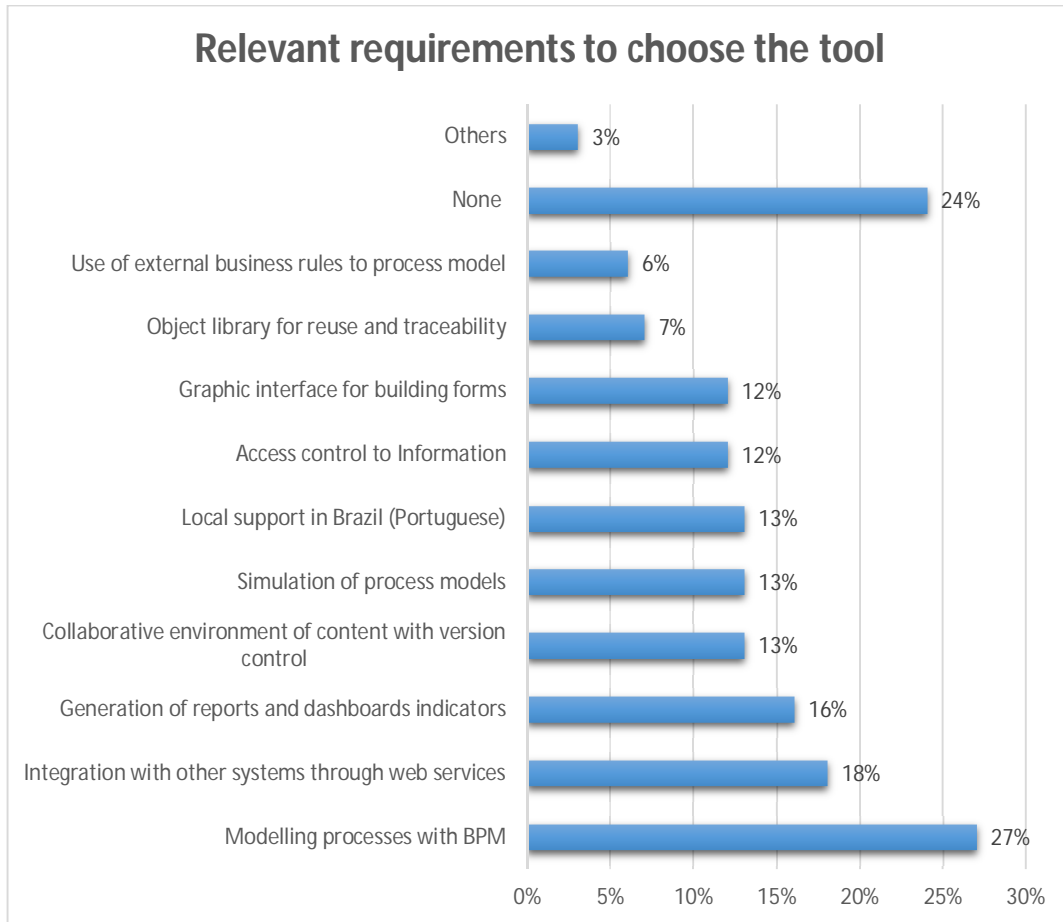 Relevant requirements to choose the tool
Others
3%
None
24%
Use of external business rules to process model
6%
Object library for reuse and traceability
7%
Graphic interface for building forms
12%
Access control to Information
12%
Local support in Brazil (Portuguese)
13%
Simulation of process models
13%
Collaborative environment of content with version
control
13%
Generation of reports and dashboards indicators
16%
Integration with other systems through web services
18%
Modelling processes with BPM
27%
0% 5% 10% 15% 20% 25% 30%